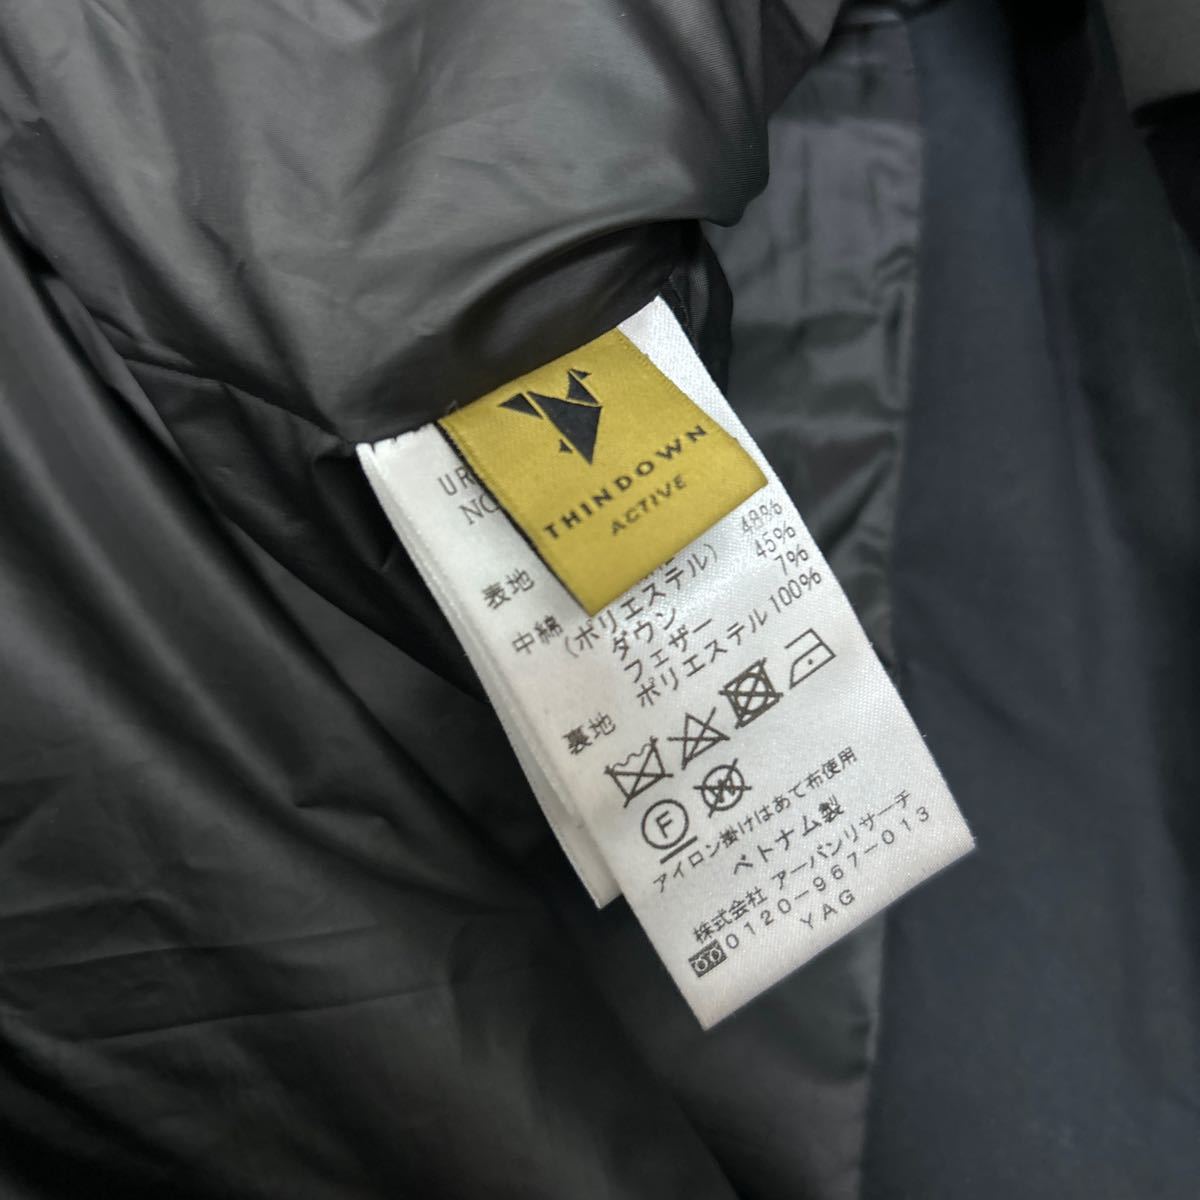 THINDOWN
ACTIVE
UR
NO
表地
中綿 (ポリエステル) 48%
ダウン 45%
フェザー 7%
裏地 ポリエステル100%
W
F
アイロン掛けはあて布使用
ベトナム製
株式会社 アーバンリサーチ
0120-967-013
YAG